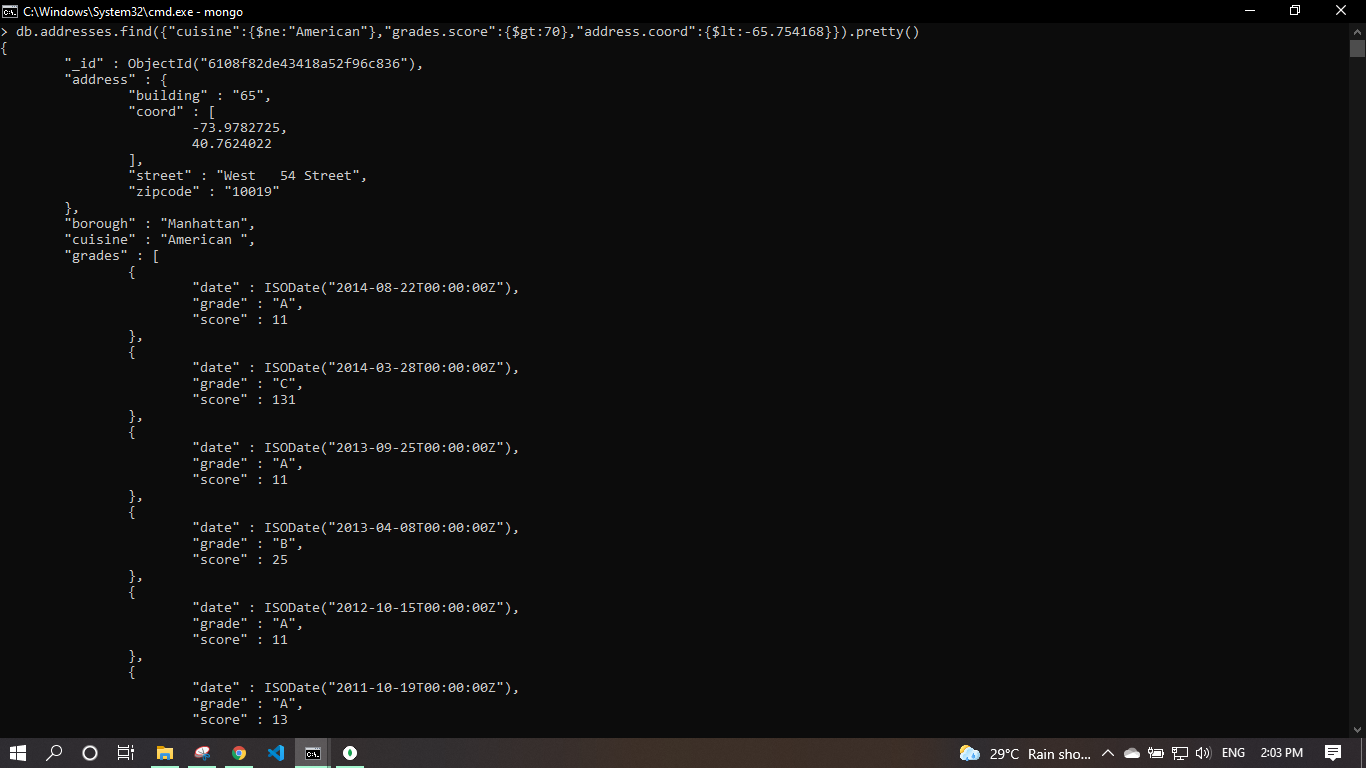 C:\Windows\System32\cmd.exe - mongo
> db.addresses.find({"cuisine":{$ne:"American"},"grades.score":{$gt:70},"address.coord":{$lt:-65.754168}}).pretty()
{
        "_id" : ObjectId("6108f82de43418a52f96c836"),
        "address" : {
                "building" : "65",
                "coord" : [
                        -73.9782725,
                        40.7624022
                ],
                "street" : "West   54 Street",
                "zipcode" : "10019"
        },
        "borough" : "Manhattan",
        "cuisine" : "American ",
        "grades" : [
                {
                        "date" : ISODate("2014-08-22T00:00:00Z"),
                        "grade" : "A",
                        "score" : 11
                },
                {
                        "date" : ISODate("2014-03-28T00:00:00Z"),
                        "grade" : "C",
                        "score" : 131
                },
                {
                        "date" : ISODate("2013-09-25T00:00:00Z"),
                        "grade" : "A",
                        "score" : 11
                },
                {
                        "date" : ISODate("2013-04-08T00:00:00Z"),
                        "grade" : "B",
                        "score" : 25
                },
                {
                        "date" : ISODate("2012-10-15T00:00:00Z"),
                        "grade" : "A",
                        "score" : 11
                },
                {
                        "date" : ISODate("2011-10-19T00:00:00Z"),
                        "grade" : "A",
                        "score" : 13
29°C Rain sho... ENG 2:03 PM